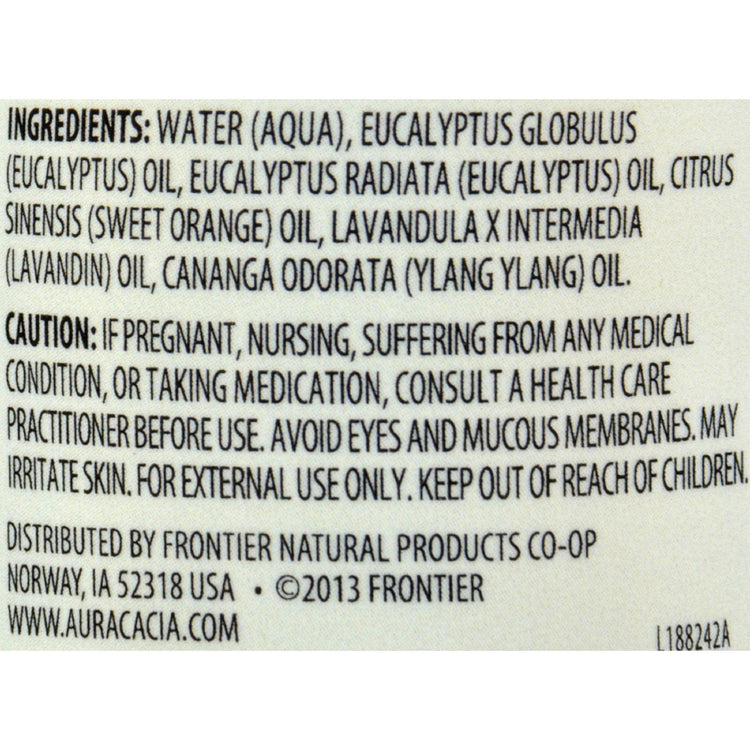 INGREDIENTS: WATER (AQUA), EUCALYPTUS GLOBULUS
(EUCALYPTUS) OIL, EUCALYPTUS RADIATA (EUCALYPTUS) OIL, CITRUS
SINENSIS (SWEET ORANGE) OIL, LAVANDULA X INTERMEDIA
(LAVANDIN) OIL, CANANGA ODORATA (YLANG YLANG) OIL.
CAUTION: IF PREGNANT, NURSING, SUFFERING FROM ANY MEDICAL
CONDITION, OR TAKING MEDICATION, CONSULT A HEALTH CARE
PRACTITIONER BEFORE USE. AVOID EYES AND MUCOUS MEMBRANES. MAY
IRRITATE SKIN. FOR EXTERNAL USE ONLY. KEEP OUT OF REACH OF CHILDREN.
DISTRIBUTED BY FRONTIER NATURAL PRODUCTS CO-OP
NORWAY, IA 52318 USA • ©2013 FRONTIER
WWW.AURACACIA.COM
L188242A